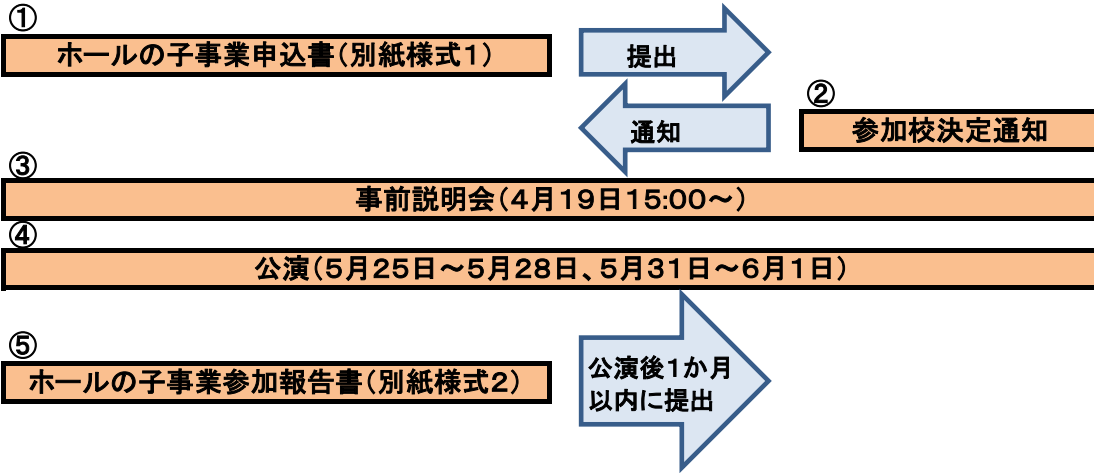 ①
ホールの子事業申込書(別紙様式1)
提出
②
通知
参加校決定通知
③
事前説明会(4月19日15:00~)
④
公演(5月25日~5月28日、5月31日~6月1日)
⑤
ホールの子事業参加報告書(別紙様式2)
公演後1か月
以内に提出